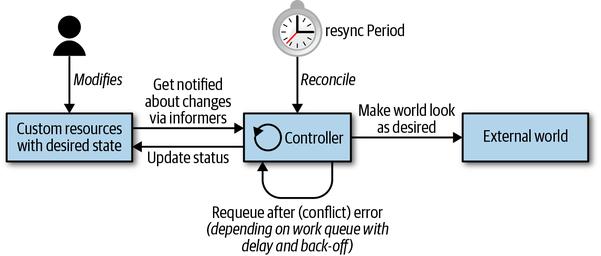 resync Period
Modifies
Reconcile
Get notified
about changes
via informers
Custom resources
with desired state
Update status
Controller
Make world look
as desired
External world
Requeue after (conflict) error
(depending on work queue with
delay and back-off)